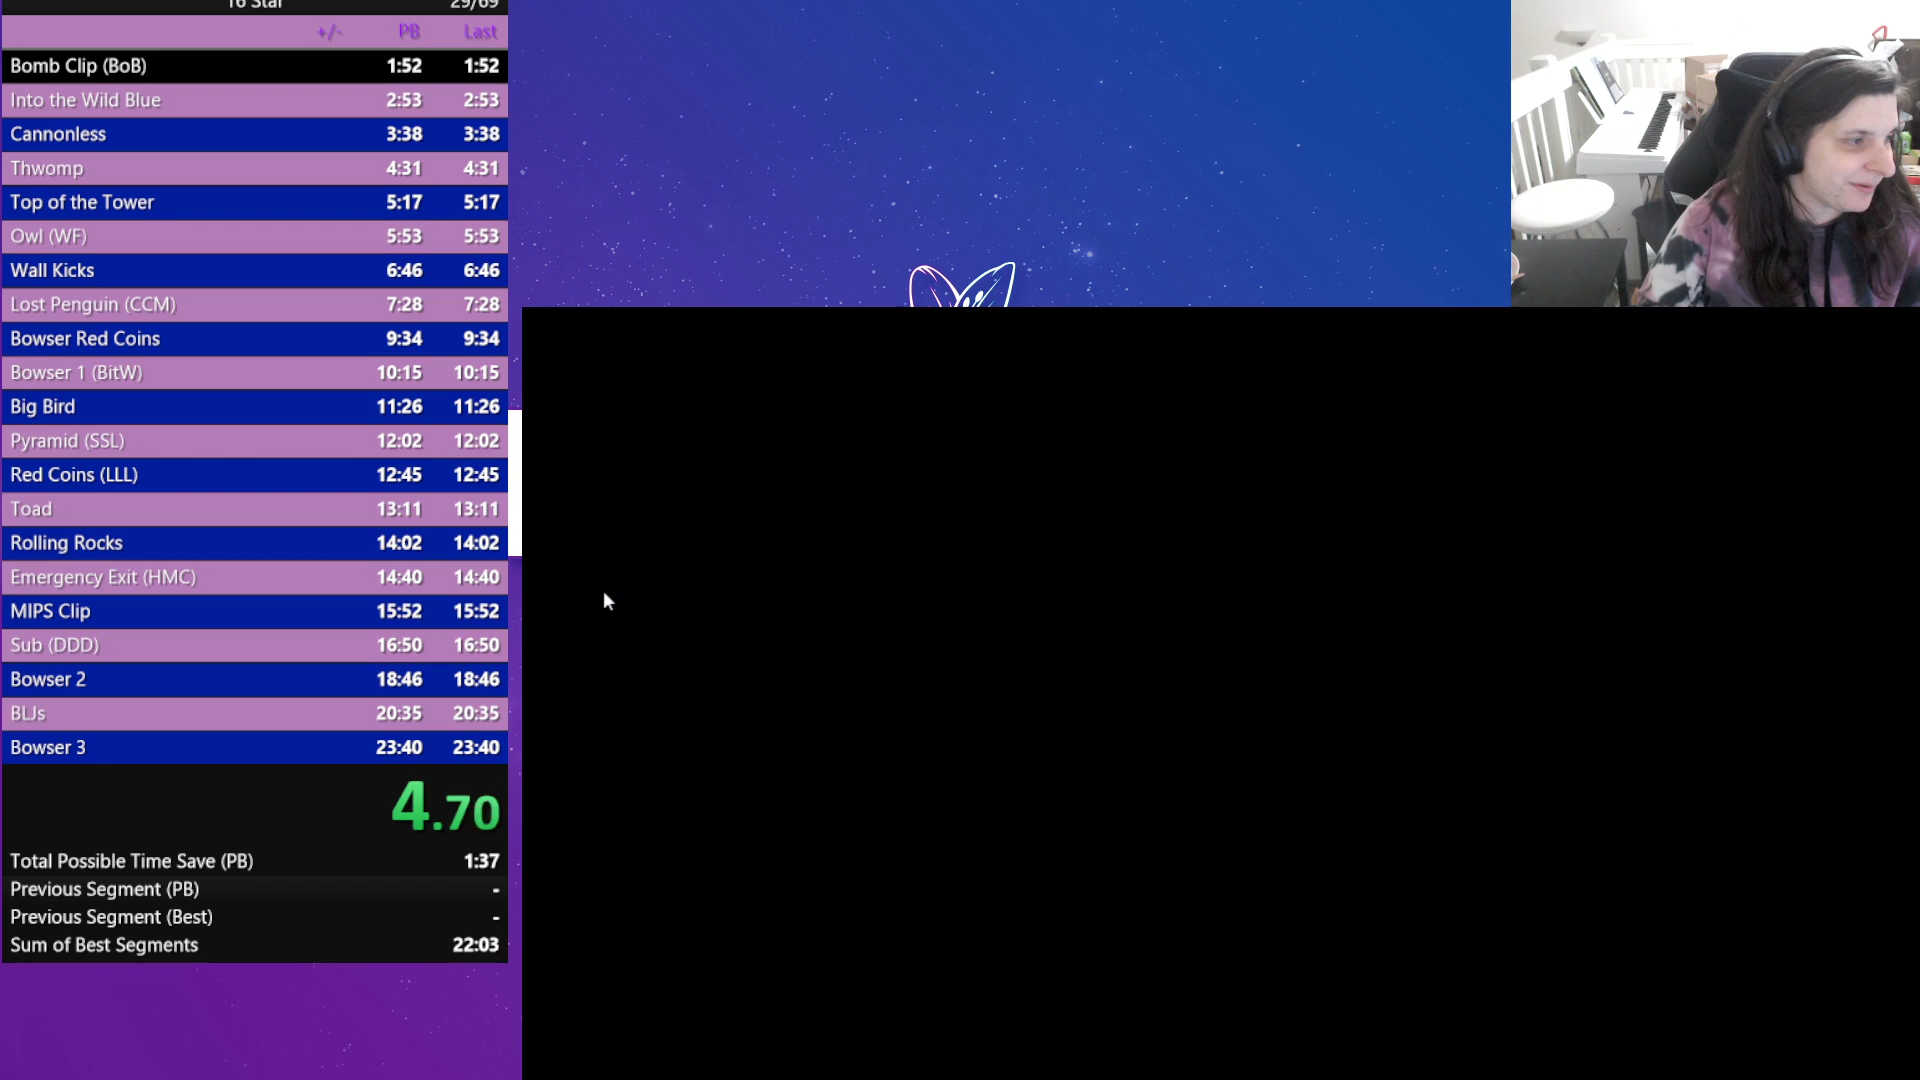 16 Star 29/69
+/- PB Last
Bomb Clip (BoB) 1:52 1:52
Into the Wild Blue 2:53 2:53
Cannonless 3:38 3:38
Thwomp 4:31 4:31
Top of the Tower 5:17 5:17
Owl (WF) 5:53 5:53
Wall Kicks 6:46 6:46
Lost Penguin (CCM) 7:28 7:28
Bowser Red Coins 9:34 9:34
Bowser 1 (BitW) 10:15 10:15
Big Bird 11:26 11:26
Pyramid (SSL) 12:02 12:02
Red Coins (LLL) 12:45 12:45
Toad 13:11 13:11
Rolling Rocks 14:02 14:02
Emergency Exit (HMC) 14:40 14:40
MIPS Clip 15:52 15:52
Sub (DDD) 16:50 16:50
Bowser 2 18:46 18:46
BLJs 20:35 20:35
Bowser 3 23:40 23:40
4.70
Total Possible Time Save (PB) 1:37
Previous Segment (PB) -
Previous Segment (Best) -
Sum of Best Segments 22:03